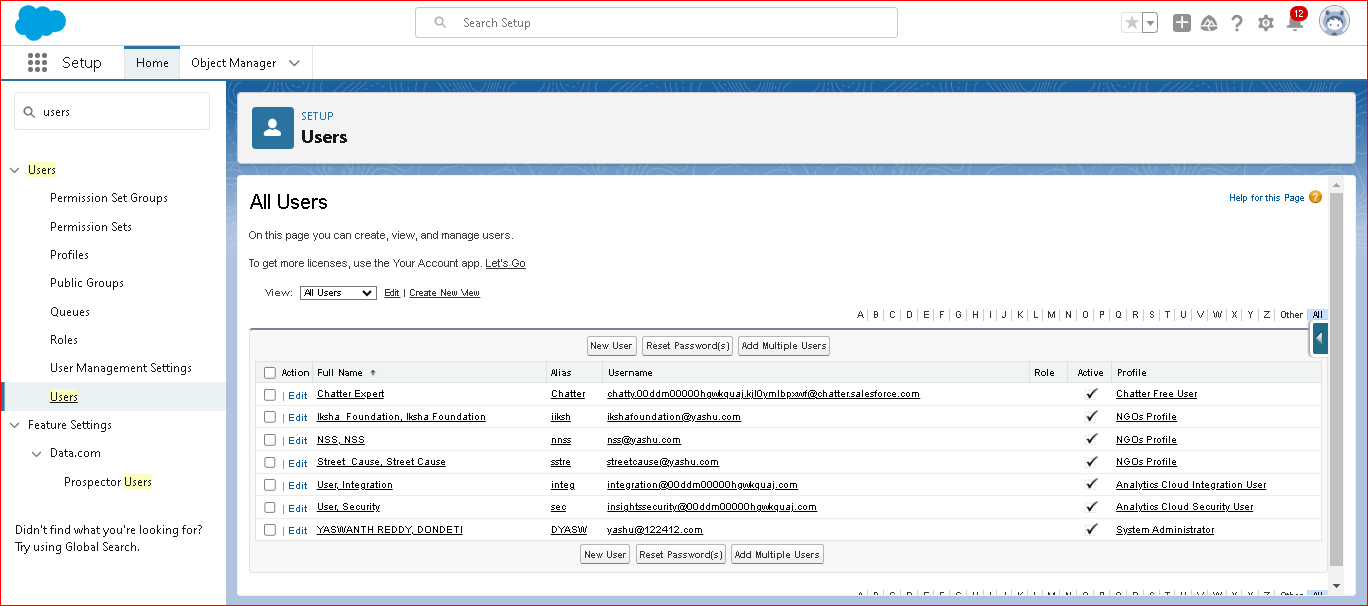 Search Setup
12
Setup Home Object Manager
users
Users
Permission Set Groups
Permission Sets
Profiles
Public Groups
Queues
Roles
User Management Settings
Users
Feature Settings
Data.com
Prospector Users
Didn't find what you're looking for?
Try using Global Search.
SETUP
Users
All Users
Help for this Page ?
On this page you can create, view, and manage users.
To get more licenses, use the Your Account app. Let's Go
View: All Users Edit | Create New View
A | B | C | D | E | F | G | H | I | J | K | L | M | N | O | P | Q | R | S | T | U | V | W | X | Y | Z | Other | All
New User Reset Password(s) Add Multiple Users
Action Full Name ↑ Alias Username Role Active Profile
| Edit Chatter Expert Chatter chatty.00ddm00000hgwkquaj.kjl0ymlbpxwf@chatter.salesforce.com ✓ Chatter Free User
| Edit Iksha Foundation, Iksha Foundation iiksh ikshafoundation@yashu.com ✓ NGOs Profile
| Edit NSS, NSS nnss nss@yashu.com ✓ NGOs Profile
| Edit Street Cause, Street Cause sstre streetcause@yashu.com ✓ NGOs Profile
| Edit User, Integration integ integration@00ddm00000hgwkquaj.com ✓ Analytics Cloud Integration User
| Edit User, Security sec insightssecurity@00ddm00000hgwkquaj.com ✓ Analytics Cloud Security User
| Edit YASWANTH REDDY, DONDETI DYASW yashu@122412.com ✓ System Administrator
New User Reset Password(s) Add Multiple Users
A | B | C | D | E | F | G | H | I | J | K | L | M | N | O | P | Q | R | S | T | U | V | W | X | Y | Z | Other | All